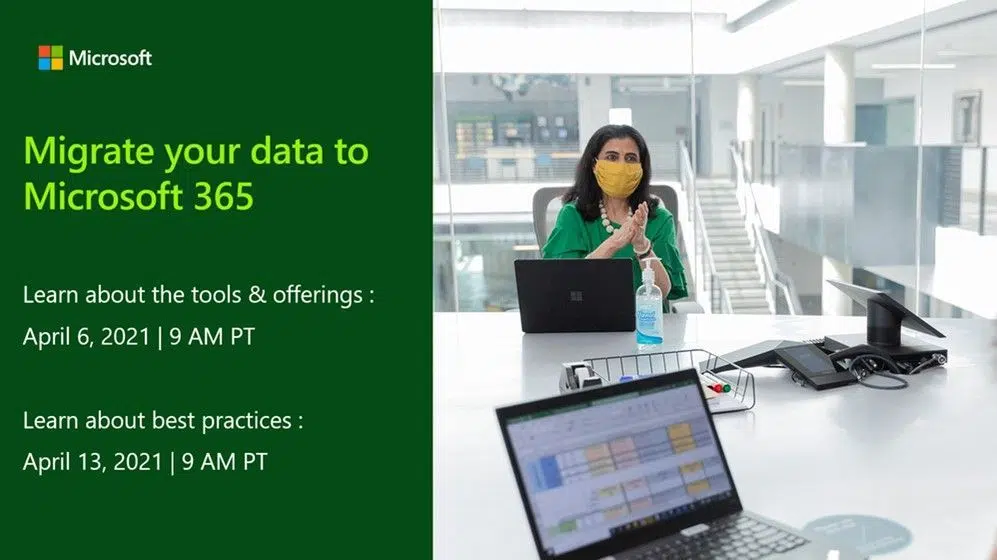 Microsoft
Migrate your data to
Microsoft 365
Learn about the tools & offerings :
April 6, 2021 | 9 AM PT
Learn about best practices :
April 13, 2021 | 9 AM PT